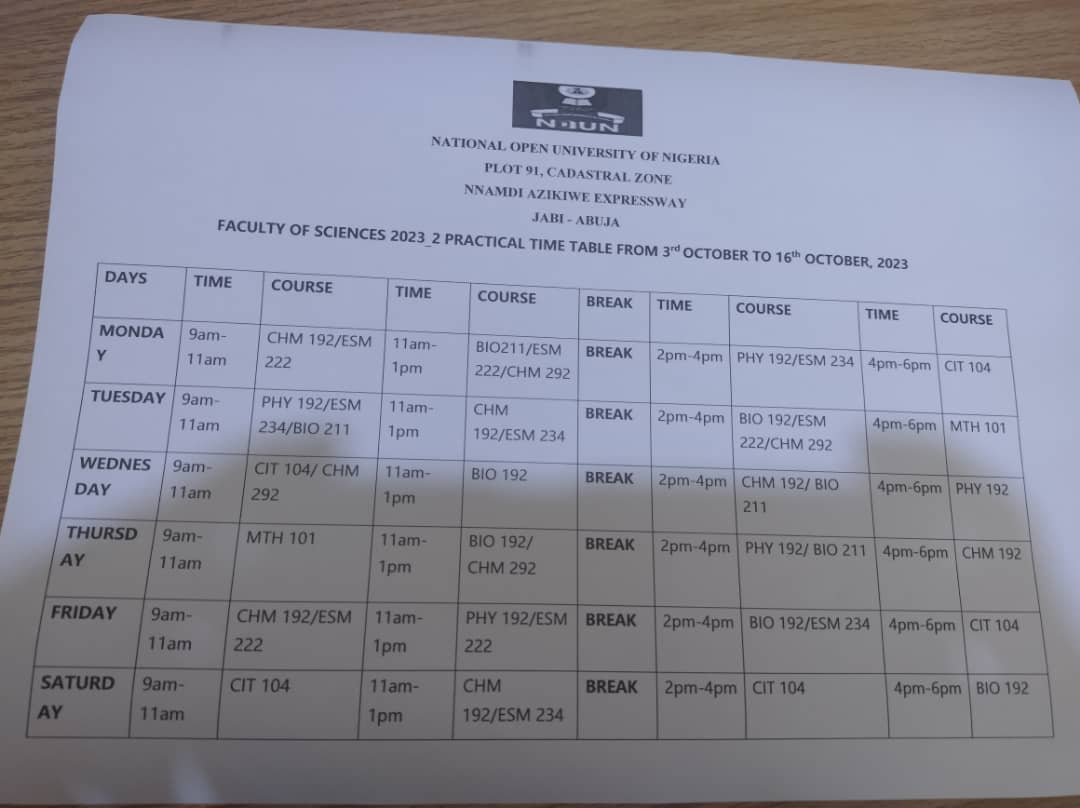 NOUN
NATIONAL OPEN UNIVERSITY OF NIGERIA
PLOT 91, CADASTRAL ZONE
NNAMDI AZIKIWE EXPRESSWAY
JABI - ABUJA
FACULTY OF SCIENCES 2023_2 PRACTICAL TIME TABLE FROM 3rd OCTOBER TO 16th OCTOBER, 2023
DAYS TIME COURSE TIME COURSE BREAK TIME COURSE TIME COURSE
MONDA 9am- CHM 192/ESM 11am- BIO211/ESM BREAK 2pm-4pm PHY 192/ESM 234 4pm-6pm CIT 104
Y 11am 222 1pm 222/CHM 292
TUESDAY 9am- PHY 192/ESM 11am- CHM BREAK 2pm-4pm BIO 192/ESM 4pm-6pm MTH 101
11am 234/BIO 211 1pm 192/ESM 234 222/CHM 292
WEDNES 9am- CIT 104/ CHM 11am- BIO 192 BREAK 2pm-4pm CHM 192/ BIO 4pm-6pm PHY 192
DAY 11am 292 1pm 211
THURSD 9am- MTH 101 11am- BIO 192/ BREAK 2pm-4pm PHY 192/ BIO 211 4pm-6pm CHM 192
AY 11am 1pm CHM 292
FRIDAY 9am- CHM 192/ESM 11am- PHY 192/ESM BREAK 2pm-4pm BIO 192/ESM 234 4pm-6pm CIT 104
11am 222 1pm 222
SATURD 9am- CIT 104 11am- CHM BREAK 2pm-4pm CIT 104 4pm-6pm BIO 192
AY 11am 1pm 192/ESM 234